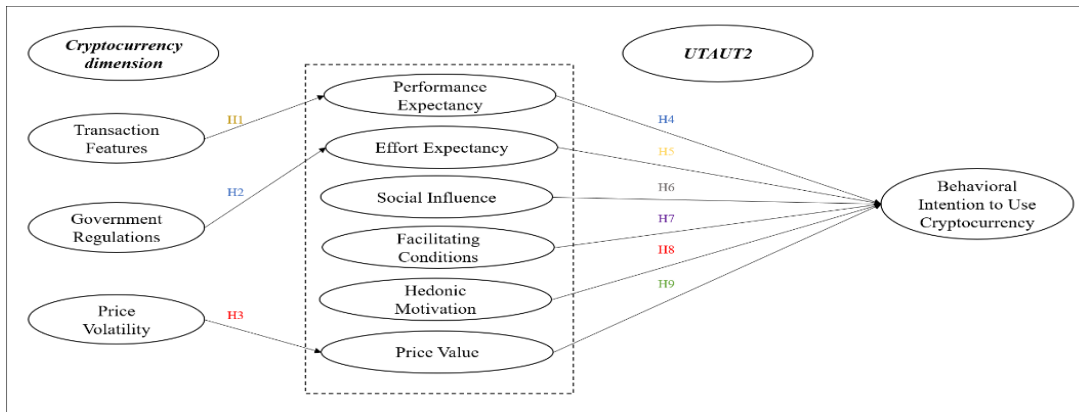 Cryptocurrency
dimension
UTAUT2
Transaction
Features
Government
Regulations
Price
Volatility
H1
H2
H3
Performance
Expectancy
Effort Expectancy
Social Influence
Facilitating
Conditions
Hedonic
Motivation
Price Value
H4
H5
H6
H7
H8
H9
Behavioral
Intention to Use
Cryptocurrency